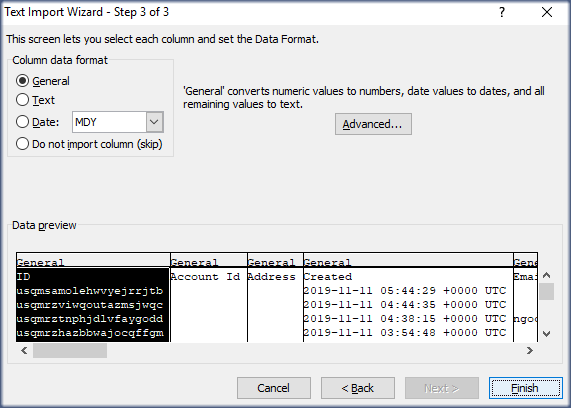 Text Import Wizard - Step 3 of 3
This screen lets you select each column and set the Data Format.
Column data format
General
Text
Date: MDY
Do not import column (skip)
'General' converts numeric values to numbers, date values to dates, and all
remaining values to text.
Advanced...
Data preview
General General General General Gene
ID Account Id Address Created Emai
usqmsamolehwvyejrrjtb 2019-11-11 05:44:29 +0000 UTC
usqmrzviwqoutazmsjwgc 2019-11-11 04:44:35 +0000 UTC
usqmrztnphjdlvfaygodd 2019-11-11 04:38:15 +0000 UTC ngoc
usqmrzhazbbwajocqffgm 2019-11-11 03:54:48 +0000 UTC
Cancel < Back Next > Finish